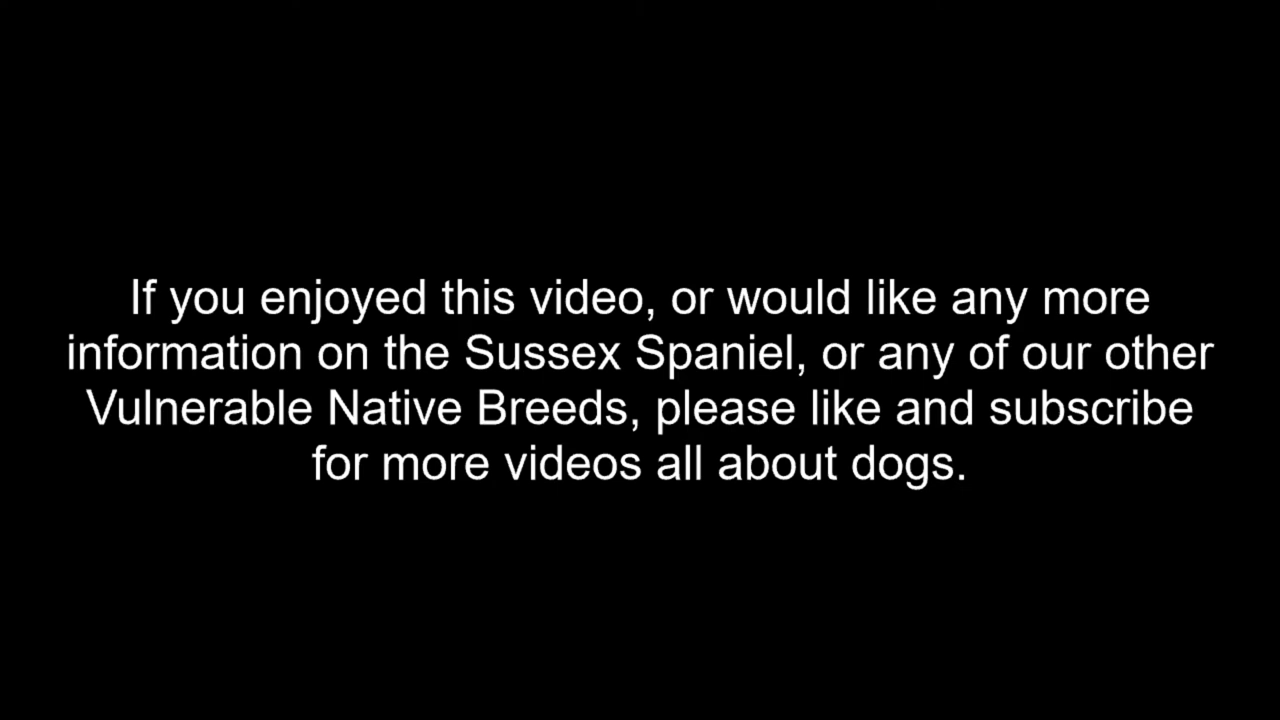 If you enjoyed this video, or would like any more
information on the Sussex Spaniel, or any of our other
Vulnerable Native Breeds, please like and subscribe
for more videos all about dogs.